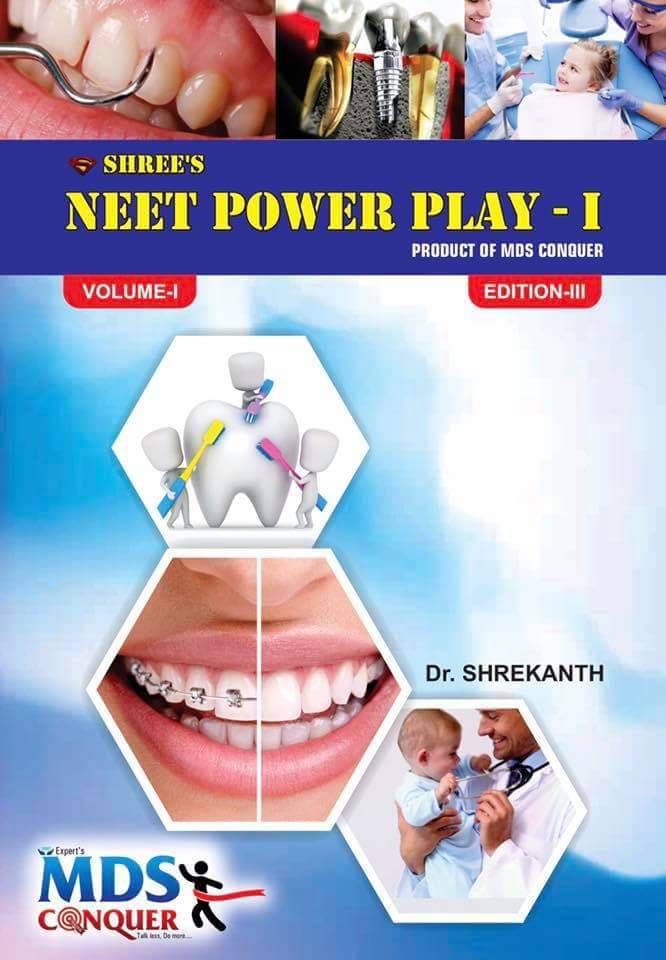 SHREE'S
NEET POWER PLAY - I
PRODUCT OF MDS CONQUER
VOLUME-I
EDITION-III
Dr. SHREKANTH
Expert's
MDS
CONQUER
Talk less, Do more....